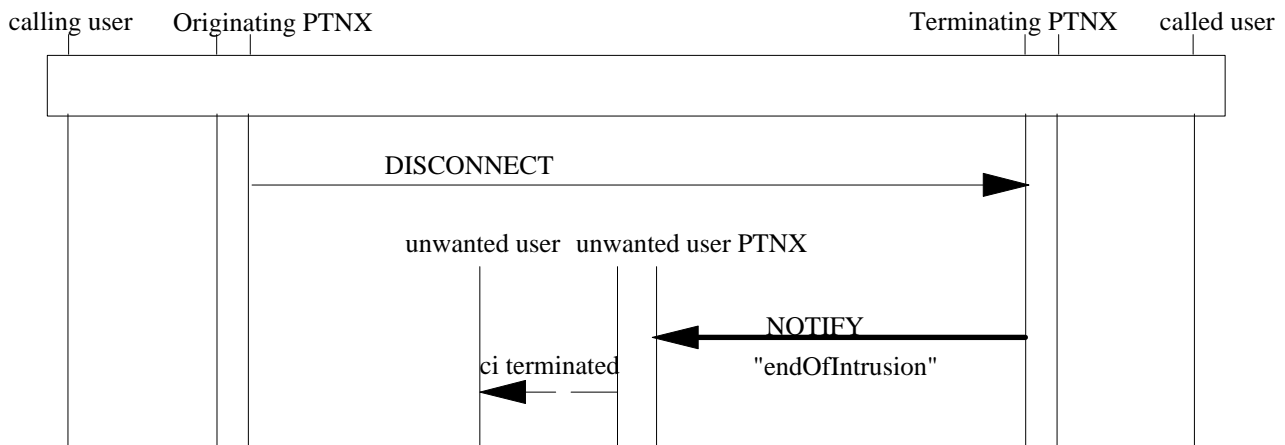 calling user
Originating PTNX
Terminating PTNX
called user
DISCONNECT
unwanted user
unwanted user PTNX
NOTIFY
ci terminated
"endOfIntrusion"